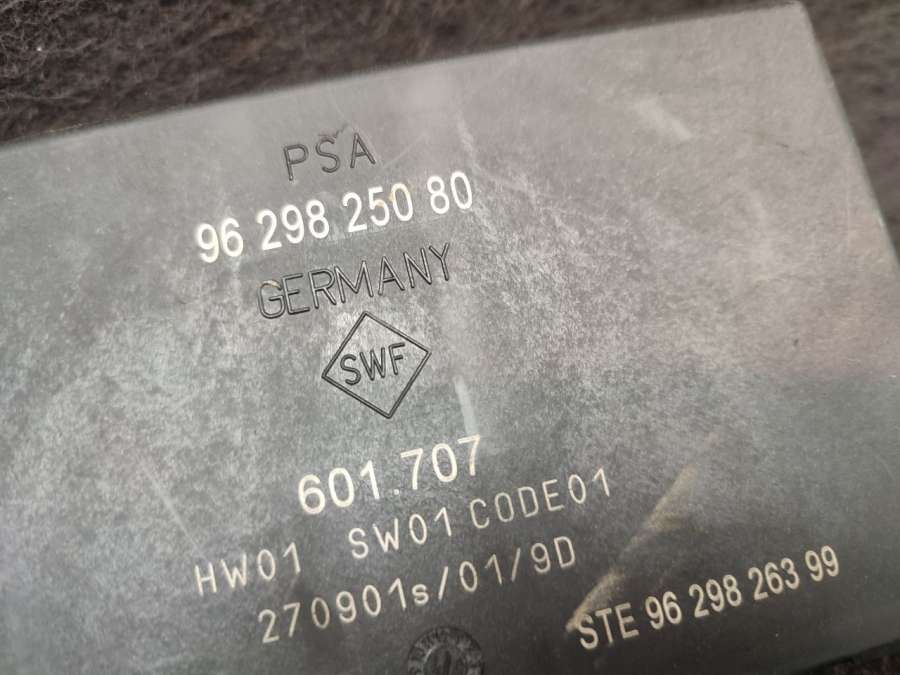 PSA
96 298 250 80
GERMANY
SWF
601.707
HW01 SW01 CODE01
270901s/01/9D
STE 96 298 263 99